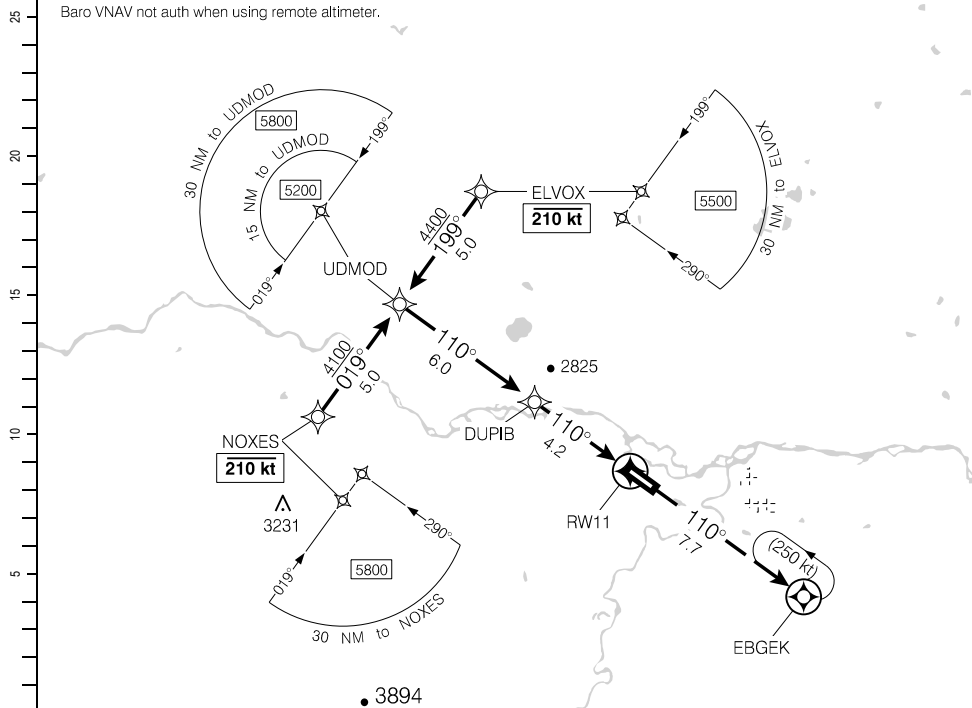 Baro VNAV not auth when using remote altimeter.
25
20
15
10
5
30 NM to UDMOD
5800
15 NM to UDMOD
5200
199°
019°
UDMOD
ELVOX
210 kt
199°
5500
30 NM to ELVOX
290°
4400
199°
5.0
4100
019°
5.0
110°
6.0
2825
DUPIB
110°
4.2
NOXES
210 kt
3231
RW11
110°
7.7
(250 kt)
EBGEK
019°
290°
5800
30 NM to NOXES
3894